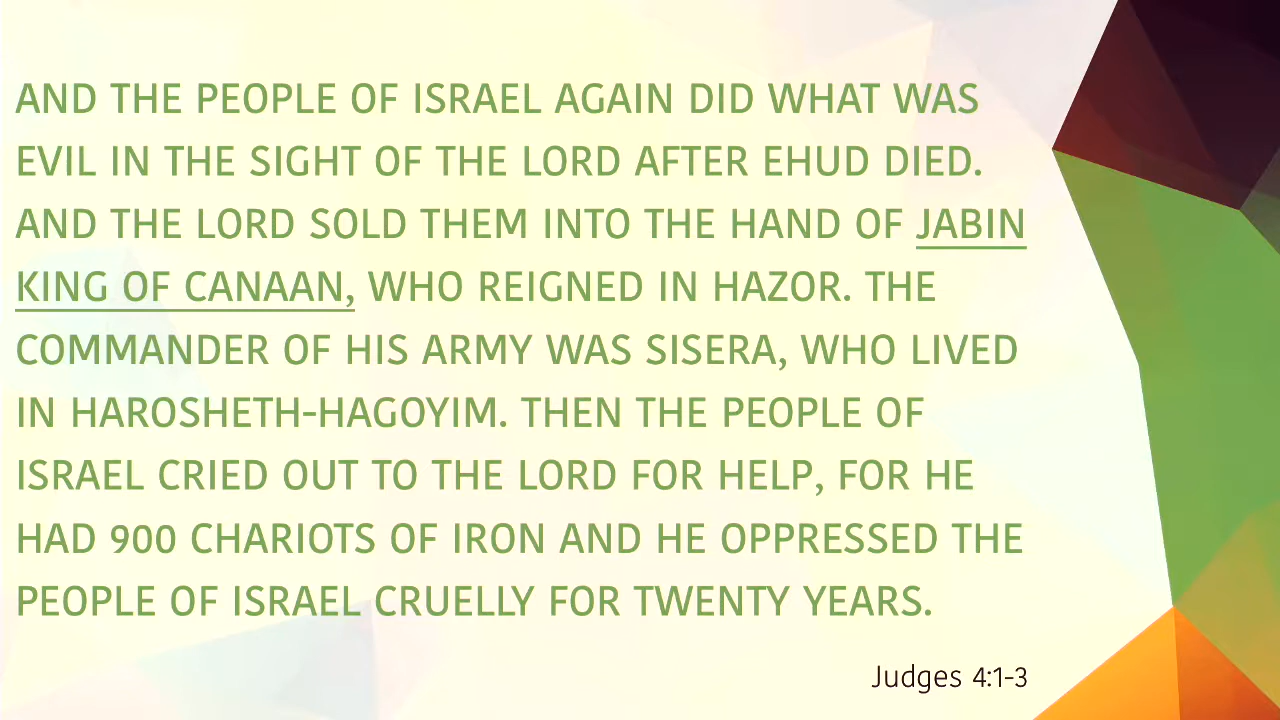 AND THE PEOPLE OF ISRAEL AGAIN DID WHAT WAS
EVIL IN THE SIGHT OF THE LORD AFTER EHUD DIED.
AND THE LORD SOLD THEM INTO THE HAND OF JABIN
KING OF CANAAN, WHO REIGNED IN HAZOR. THE
COMMANDER OF HIS ARMY WAS SISERA, WHO LIVED
IN HAROSHETH-HAGOYIM. THEN THE PEOPLE OF
ISRAEL CRIED OUT TO THE LORD FOR HELP, FOR HE
HAD 900 CHARIOTS OF IRON AND HE OPPRESSED THE
PEOPLE OF ISRAEL CRUELLY FOR TWENTY YEARS.
Judges 4:1-3